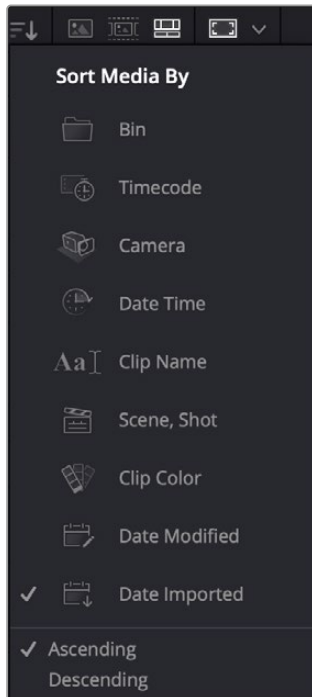 Sort Media By
Bin
Timecode
Camera
Date Time
Aa Clip Name
Scene, Shot
Clip Color
Date Modified
Date Imported
Ascending
Descending